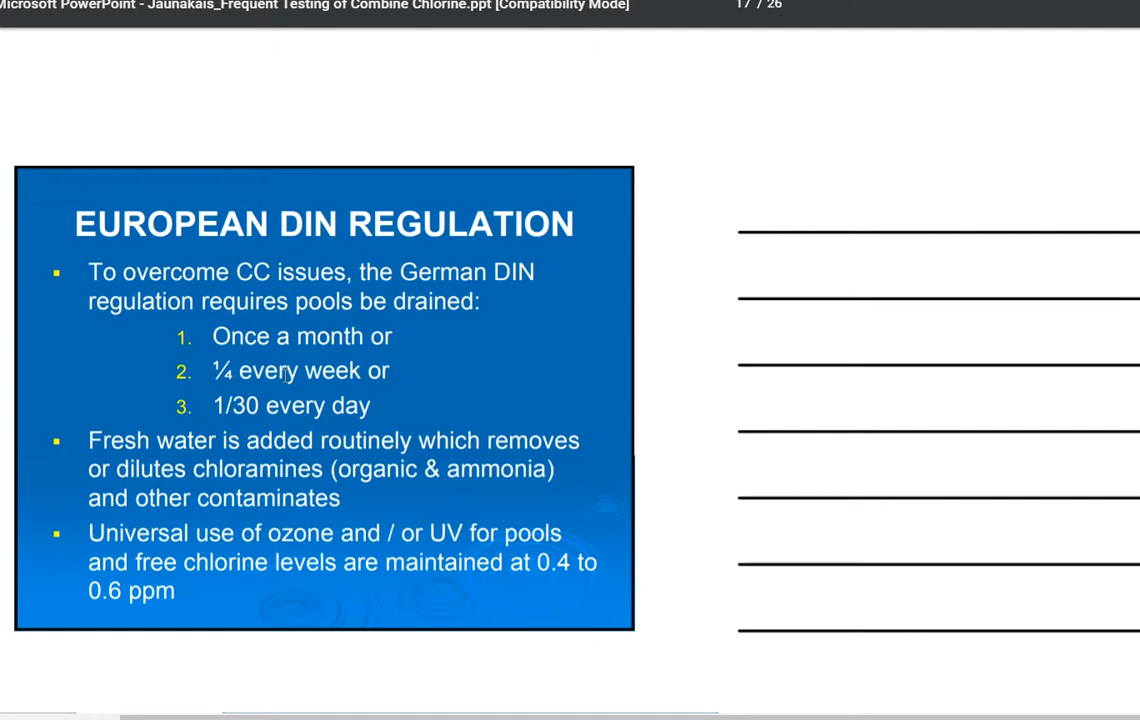 Microsoft PowerPoint - Jaunakais_Frequent Testing of Combine Chlorine.ppt [Compatibility Mode]
17 / 26
EUROPEAN DIN REGULATION
▪ To overcome CC issues, the German DIN
regulation requires pools be drained:
1. Once a month or
2. ¼ every week or
3. 1/30 every day
▪ Fresh water is added routinely which removes
or dilutes chloramines (organic & ammonia)
and other contaminates
▪ Universal use of ozone and / or UV for pools
and free chlorine levels are maintained at 0.4 to
0.6 ppm